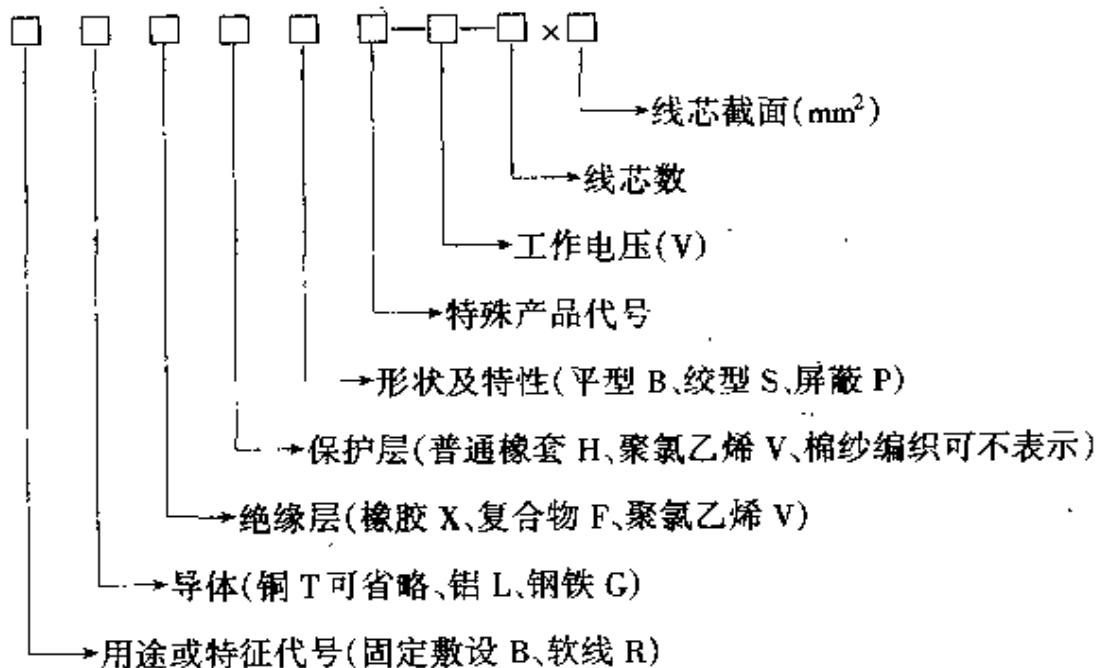 □ □ □ □ □ □—□—□×□
线芯截面(mm²)
线芯数
工作电压(V)
特殊产品代号
形状及特性(平型 B、绞型 S、屏蔽 P)
保护层(普通橡套 H、聚氯乙烯 V、棉纱编织可不表示)
绝缘层(橡胶 X、复合物 F、聚氯乙烯 V)
导体(铜 T 可省略、铝 L、钢铁 G)
用途或特征代号(固定敷设 B、软线 R)